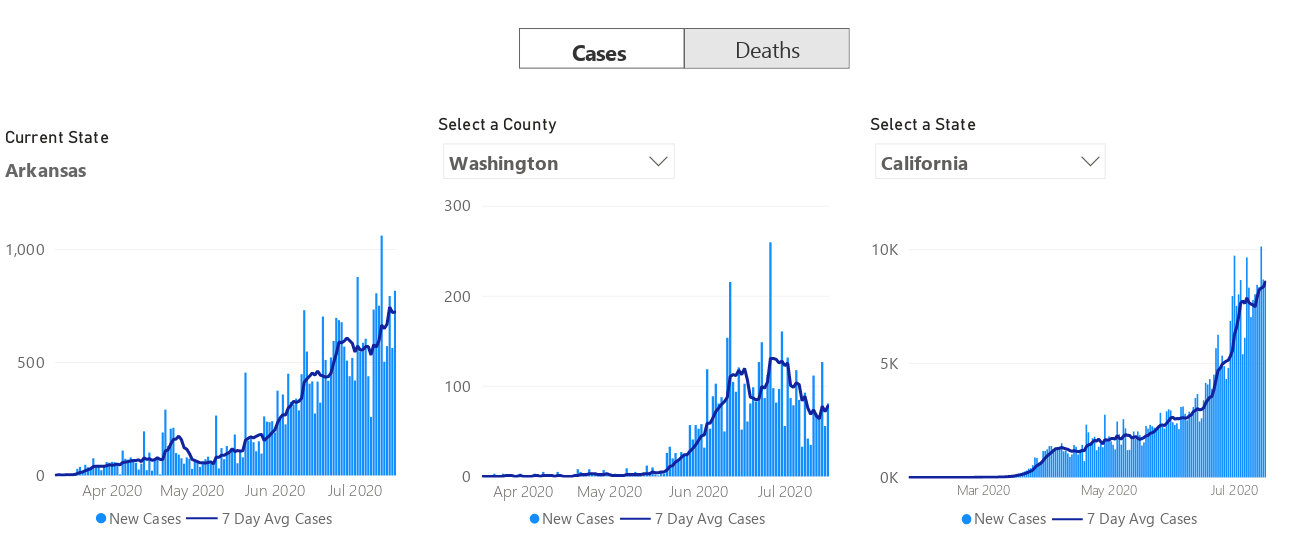 Cases Deaths
Current State
Arkansas
1,000
500
0
Apr 2020 May 2020 Jun 2020 Jul 2020
New Cases 7 Day Avg Cases
Select a County
Washington
300
200
100
0
Apr 2020 May 2020 Jun 2020 Jul 2020
New Cases 7 Day Avg Cases
Select a State
California
10K
5K
0K
Mar 2020 May 2020 Jul 2020
New Cases 7 Day Avg Cases